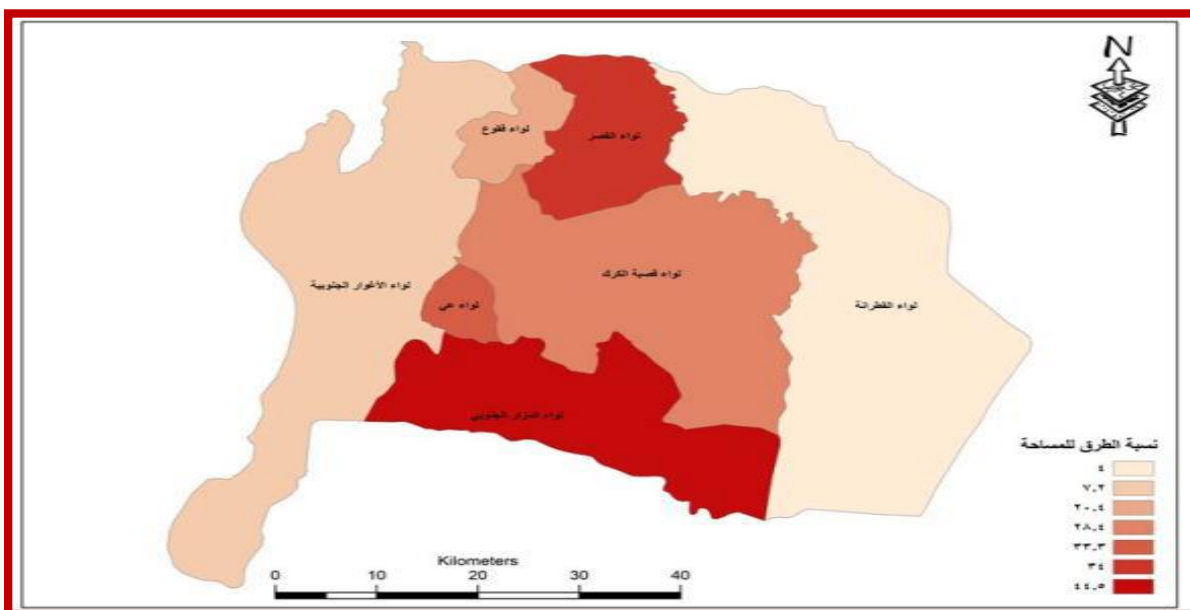 N
لواء فقوع
لواء القصر
لواء قصبة الكرك
لواء الأغوار الجنوبية
لواء عي
لواء القطرانة
لواء المزار الجنوبي
نسبة الطرق للمساحة
٤
٧.٢
٢٠.٤
٢٨.٤
٣٣.٣
٣٤
٤٤.٥
Kilometers
0 10 20 30 40